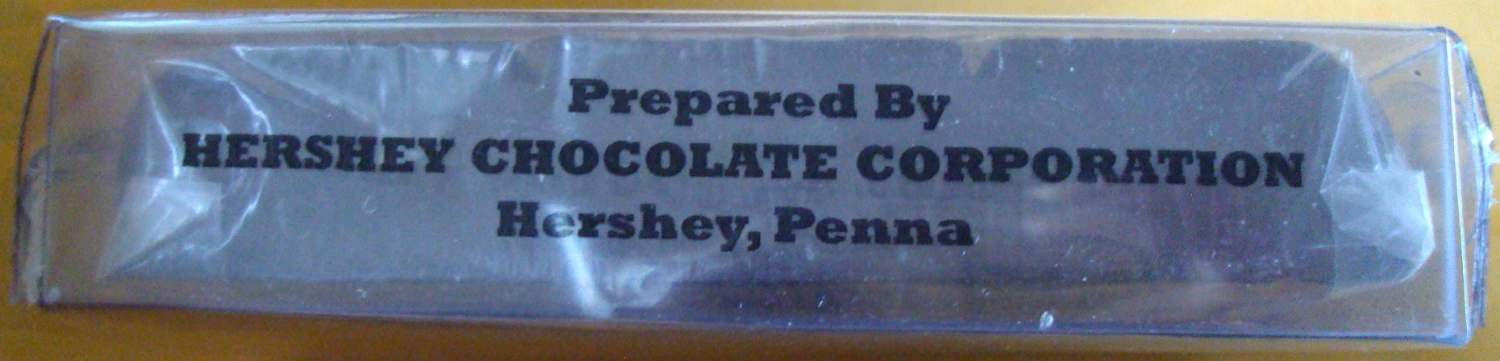 Prepared By
HERSHEY CHOCOLATE CORPORATION
Hershey, Penna